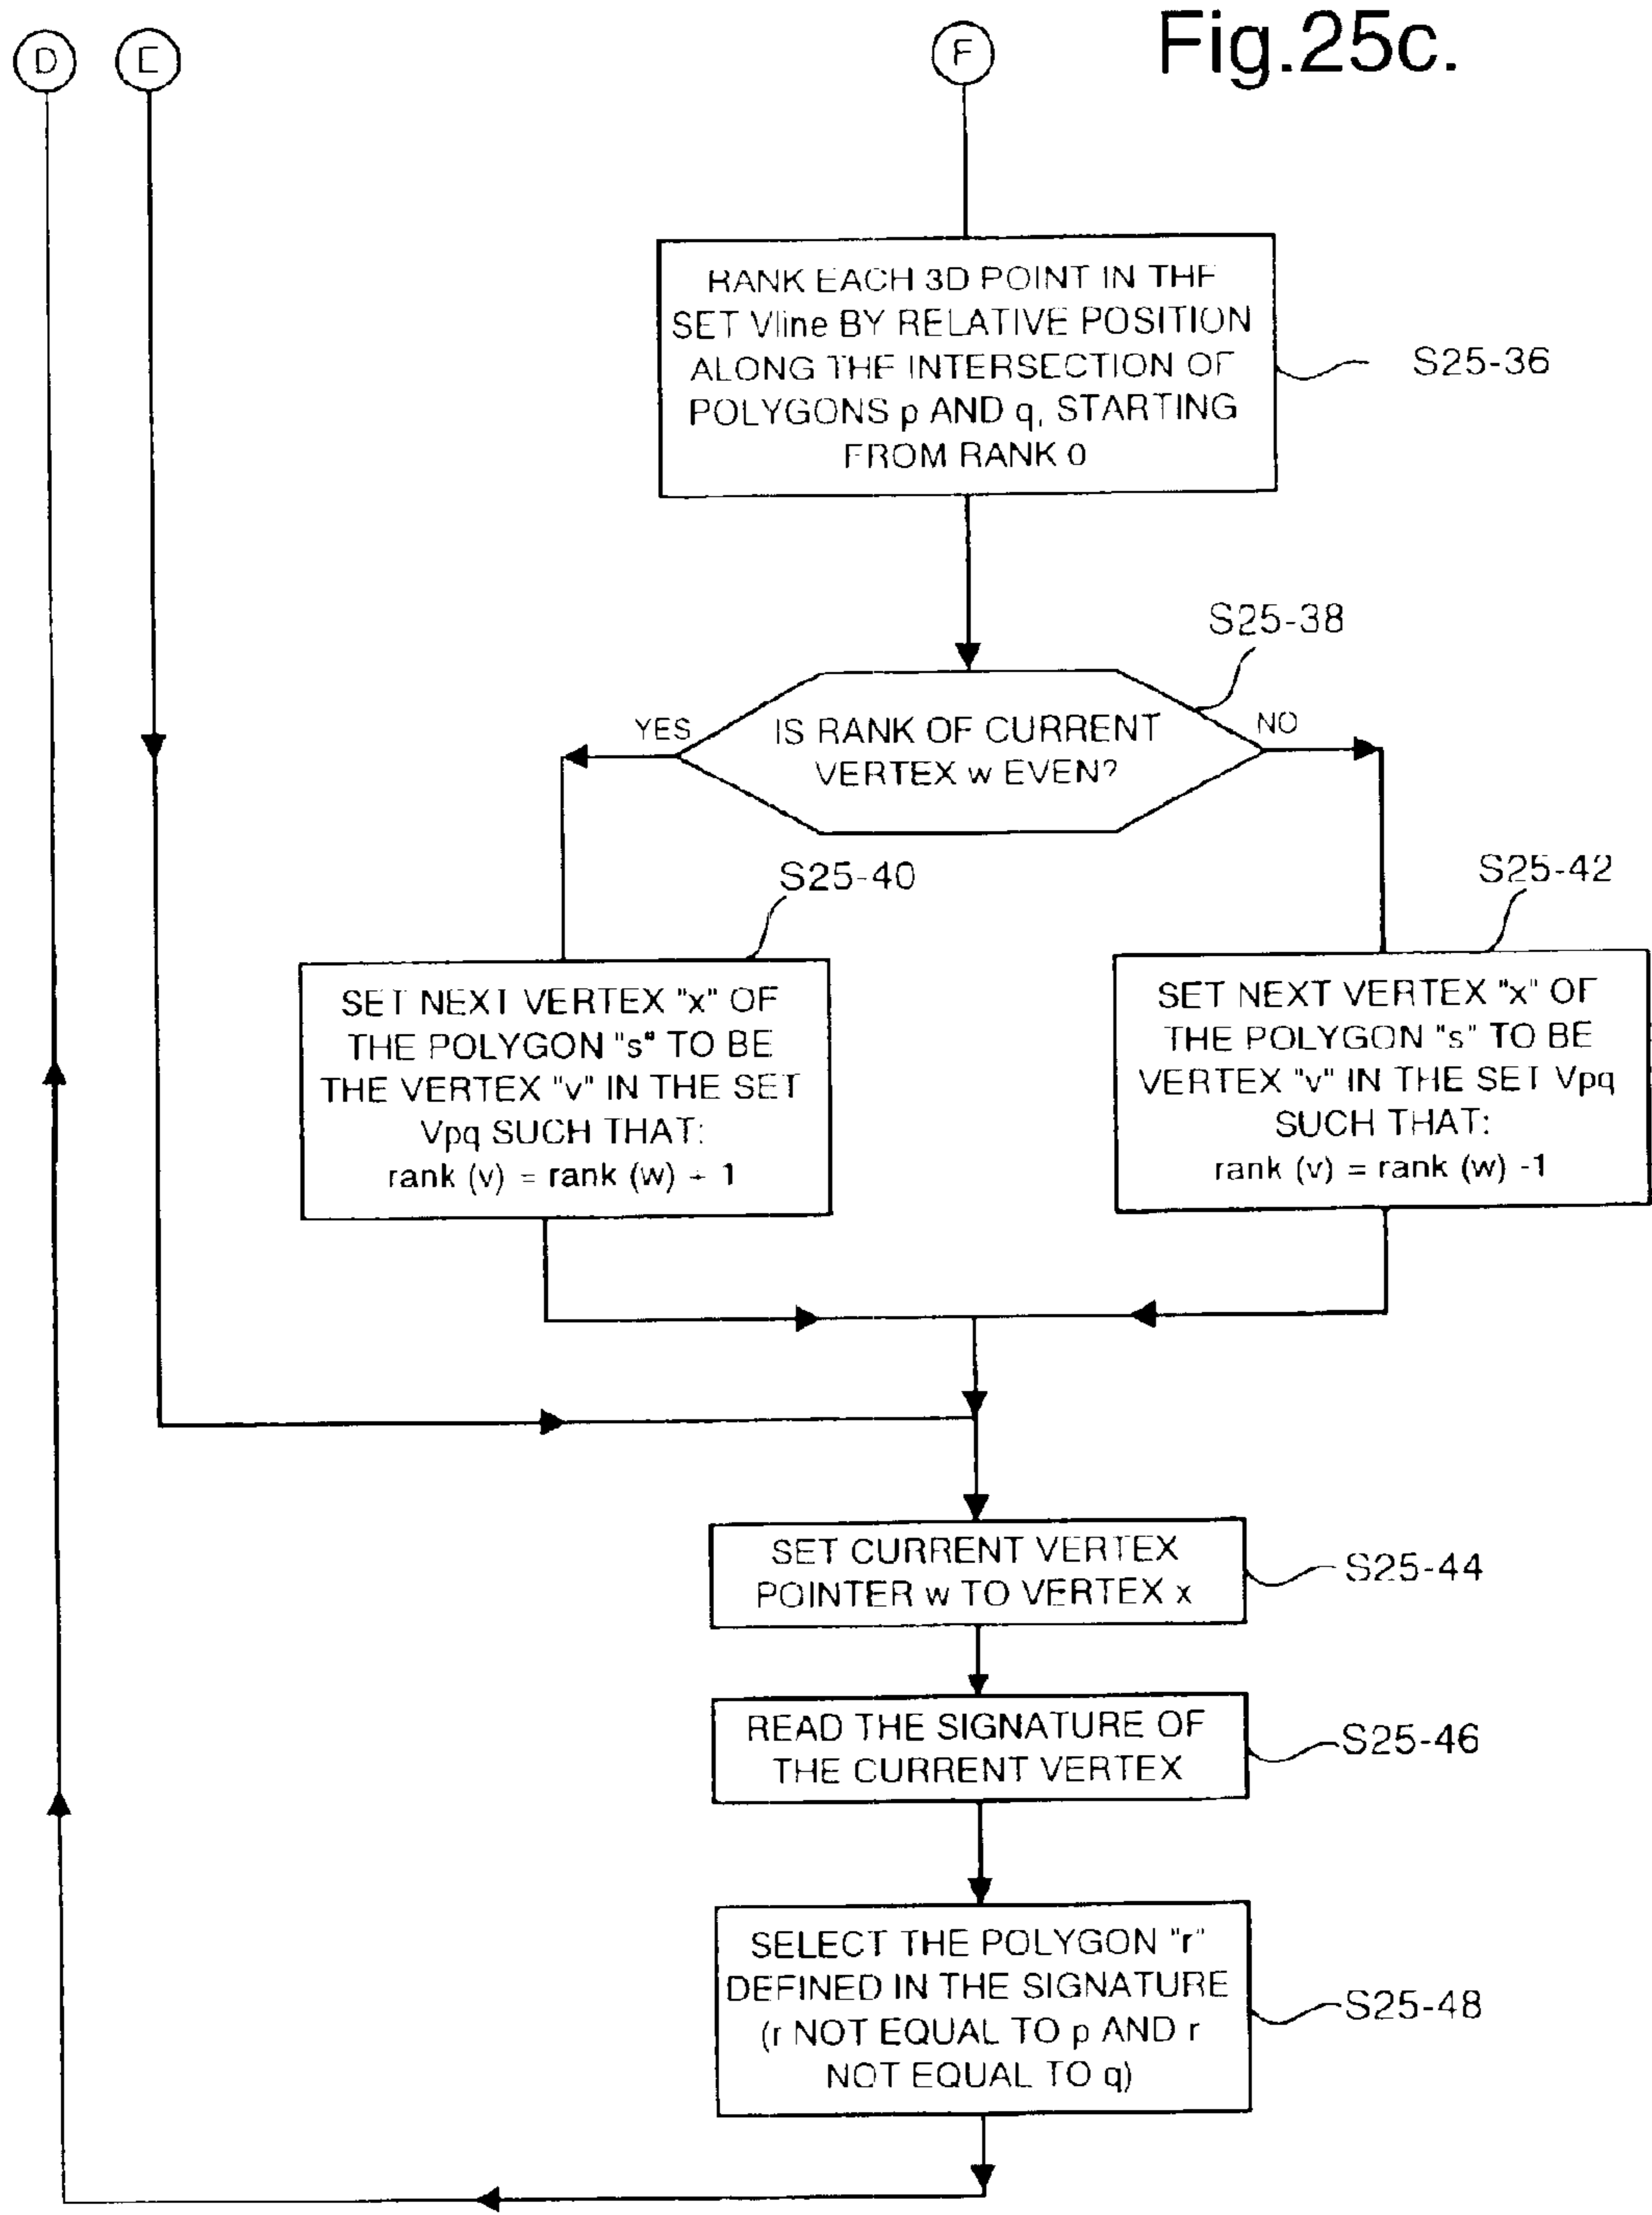 Fig.25c.
D
E
F
RANK EACH 3D POINT IN THE
SET Vline BY RELATIVE POSITION
ALONG THE INTERSECTION OF
POLYGONS p AND q, STARTING
FROM RANK 0
S25-36
S25-38
YES
IS RANK OF CURRENT
VERTEX w EVEN?
NO
S25-40
S25-42
SET NEXT VERTEX "x" OF
THE POLYGON "s" TO BE
THE VERTEX "v" IN THE SET
Vpq SUCH THAT:
rank (v) = rank (w) + 1
SET NEXT VERTEX "x" OF
THE POLYGON "s" TO BE
VERTEX "v" IN THE SET Vpq
SUCH THAT:
rank (v) = rank (w) -1
SET CURRENT VERTEX
POINTER w TO VERTEX x
S25-44
READ THE SIGNATURE OF
THE CURRENT VERTEX
S25-46
SELECT THE POLYGON "r"
DEFINED IN THE SIGNATURE
(r NOT EQUAL TO p AND r
NOT EQUAL TO q)
S25-48